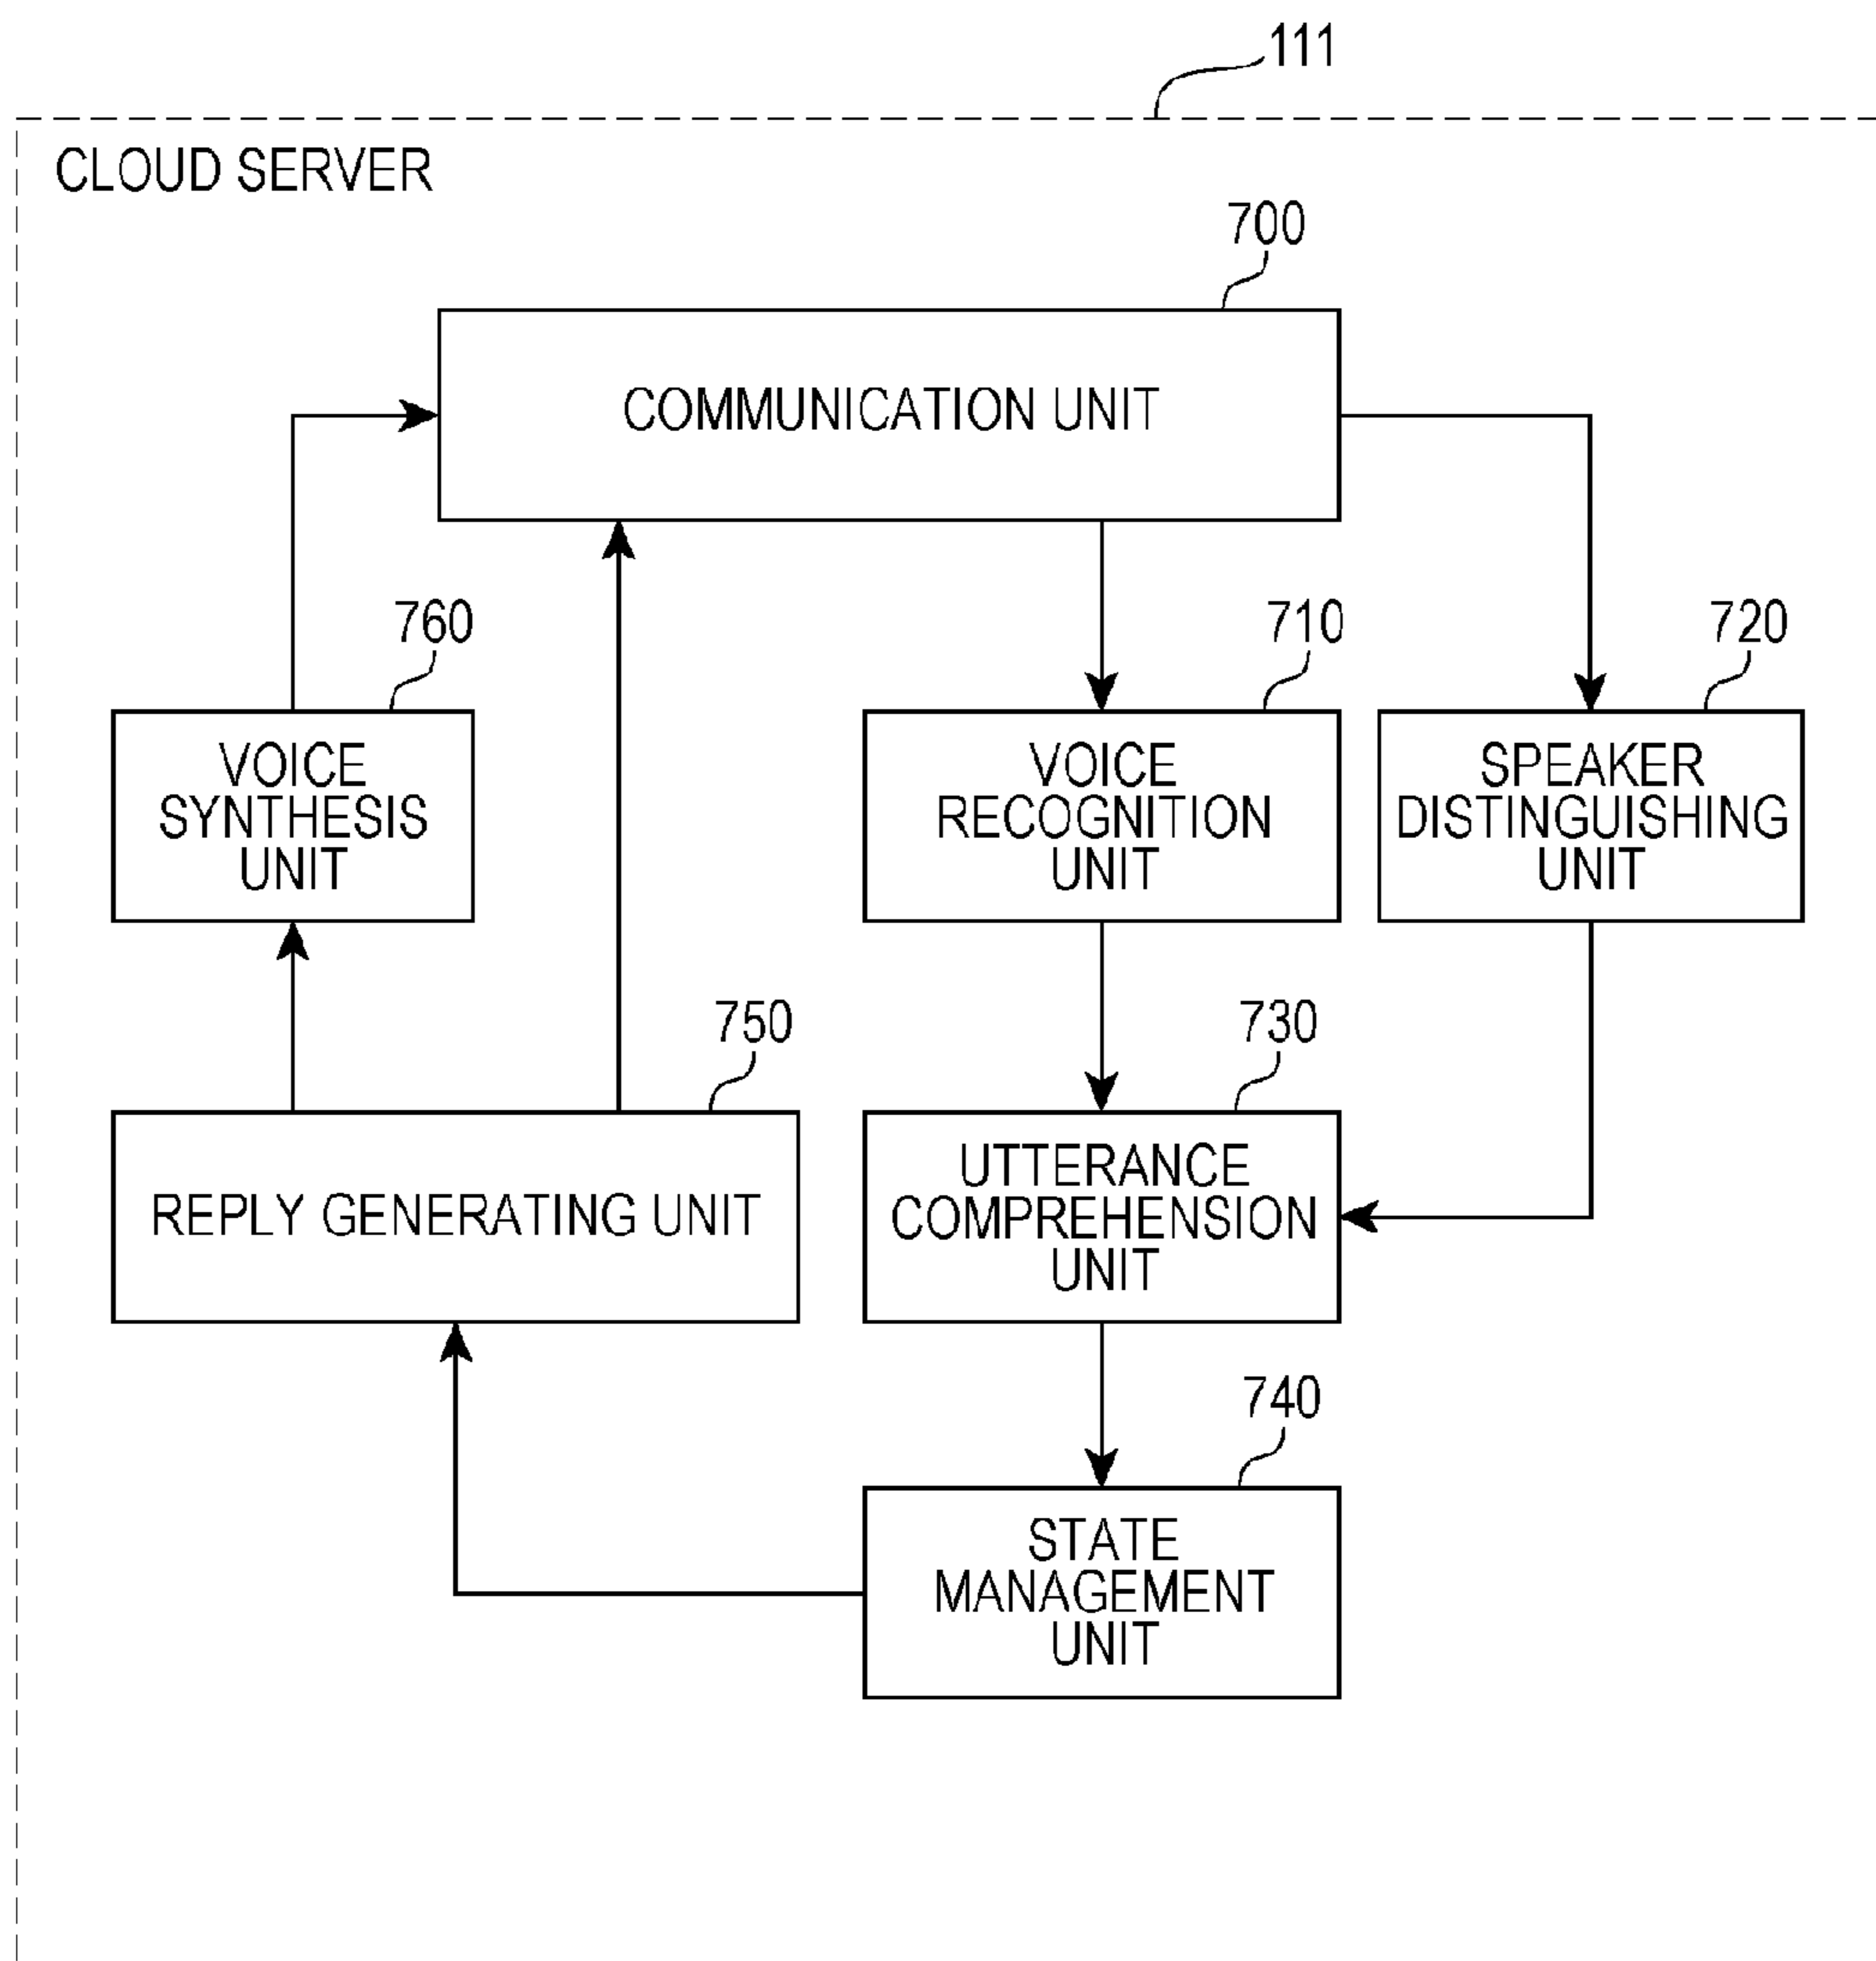 111
CLOUD SERVER
700
COMMUNICATION UNIT
760
710
720
VOICE
SYNTHESIS
UNIT
VOICE
RECOGNITION
UNIT
SPEAKER
DISTINGUISHING
UNIT
750
730
REPLY GENERATING UNIT
UTTERANCE
COMPREHENSION
UNIT
740
STATE
MANAGEMENT
UNIT